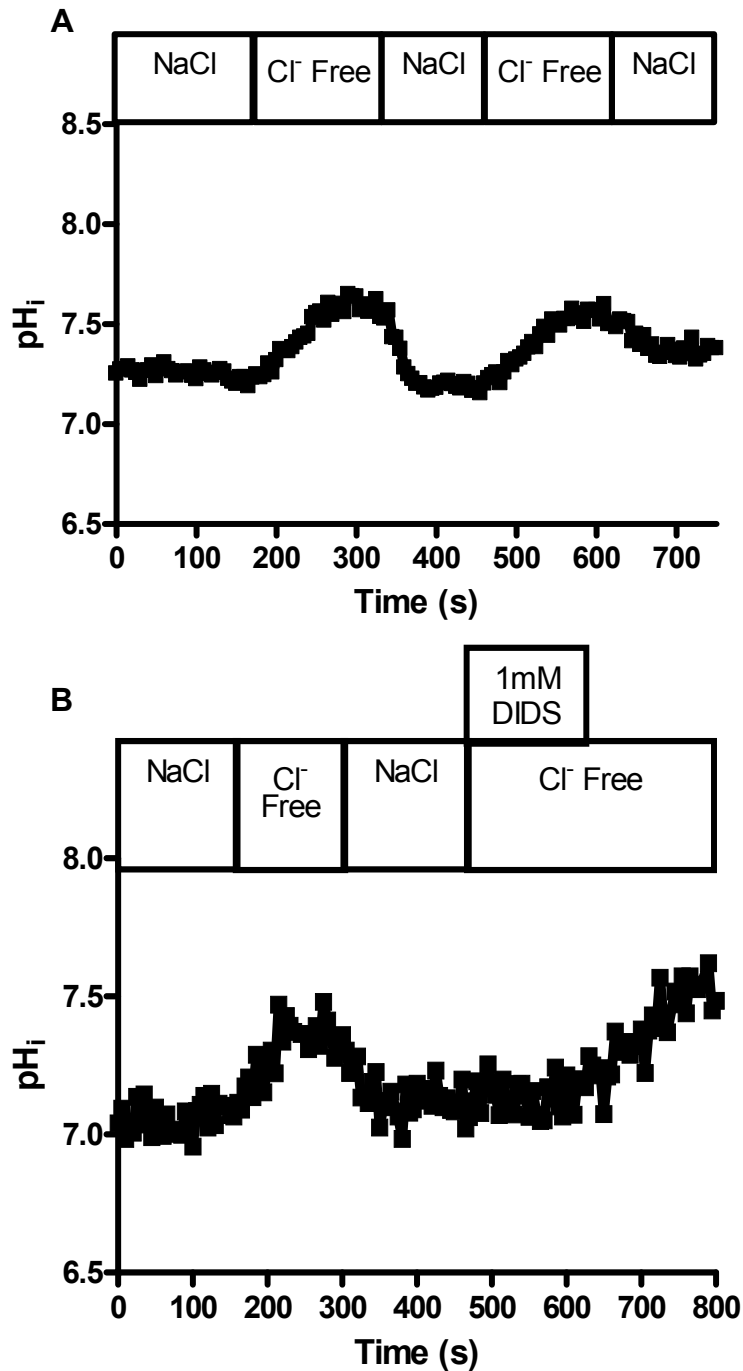 A
NaCl Cl⁻ Free NaCl Cl⁻ Free NaCl
8.5
8.0
7.5
7.0
6.5
pHi
0 100 200 300 400 500 600 700
Time (s)
1mM
DIDS
B
NaCl Cl⁻ Free NaCl Cl⁻ Free
8.0
7.5
7.0
6.5
pHi
0 100 200 300 400 500 600 700 800
Time (s)